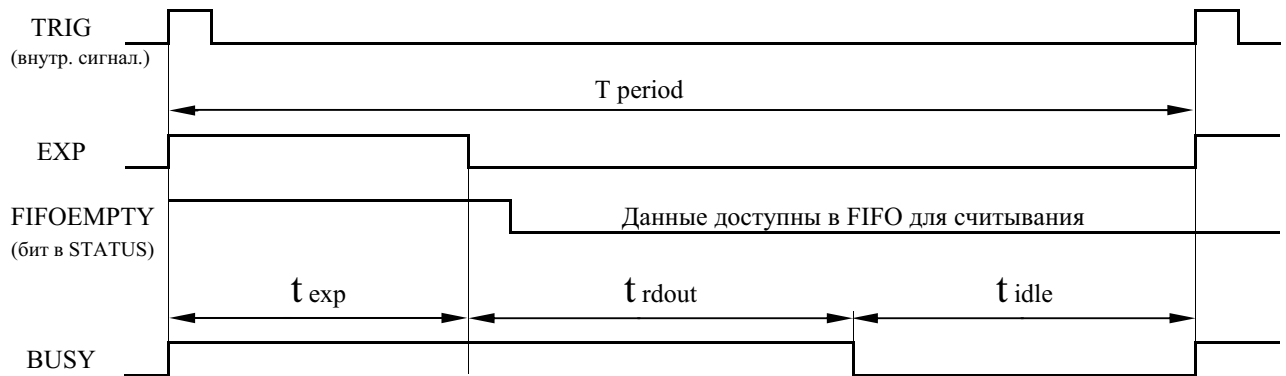 TRIG
(внутр. сигнал.)
T period
EXP
FIFOEMPTY
(бит в STATUS)
Данные доступны в FIFO для считывания
t exp
t rdout
t idle
BUSY